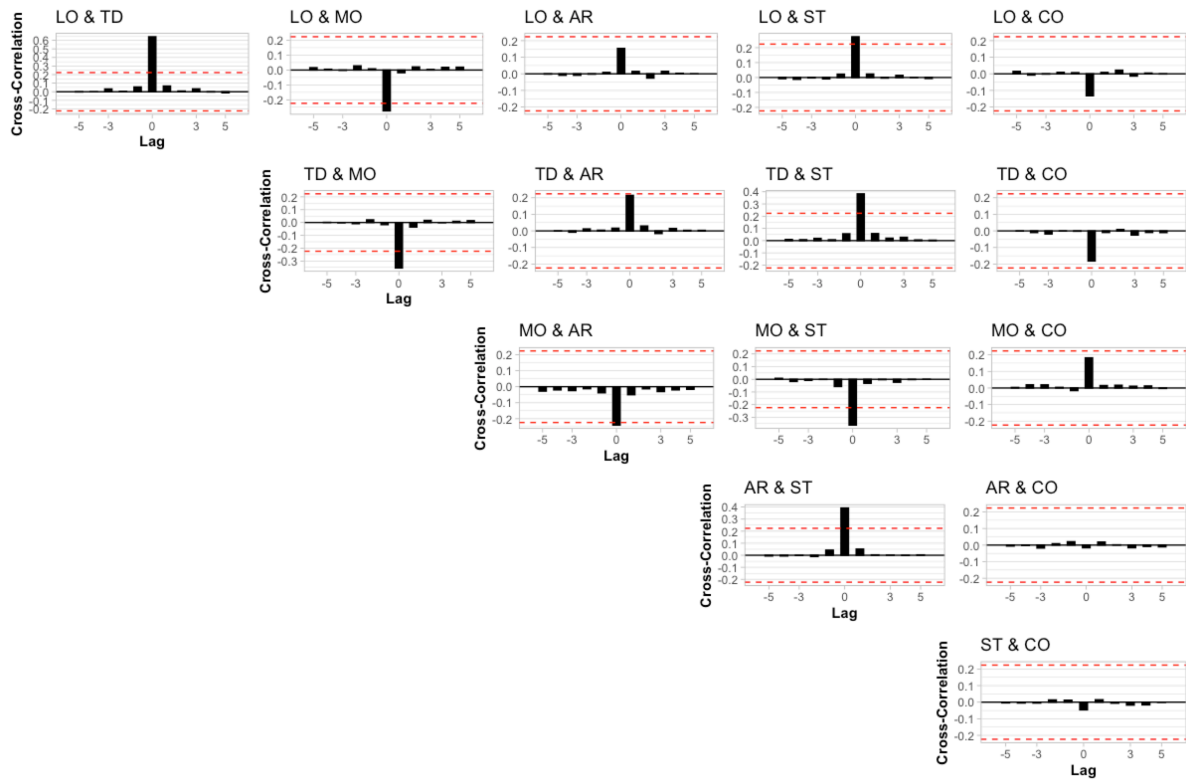 LO & TD
Cross-Correlation
0.6
0.5
0.4
0.3
0.2
0.1
0.0
-0.1
-0.2
-5 -3 0 3 5
Lag
LO & MO
0.2
0.1
0.0
-0.1
-0.2
-5 -3 0 3 5
LO & AR
0.2
0.1
0.0
-0.1
-0.2
-5 -3 0 3 5
LO & ST
0.2
0.1
0.0
-0.1
-0.2
-5 -3 0 3 5
LO & CO
0.2
0.1
0.0
-0.1
-0.2
-5 -3 0 3 5
TD & MO
Cross-Correlation
0.2
0.1
0.0
-0.1
-0.2
-0.3
-5 -3 0 3 5
Lag
TD & AR
0.2
0.1
0.0
-0.1
-0.2
-5 -3 0 3 5
TD & ST
0.4
0.3
0.2
0.1
0.0
-0.1
-0.2
-5 -3 0 3 5
TD & CO
0.2
0.1
0.0
-0.1
-0.2
-5 -3 0 3 5
MO & AR
Cross-Correlation
0.2
0.1
0.0
-0.1
-0.2
-5 -3 0 3 5
Lag
MO & ST
0.2
0.1
0.0
-0.1
-0.2
-0.3
-5 -3 0 3 5
MO & CO
0.2
0.1
0.0
-0.1
-0.2
-5 -3 0 3 5
AR & ST
Cross-Correlation
0.4
0.3
0.2
0.1
0.0
-0.1
-0.2
-5 -3 0 3 5
Lag
AR & CO
0.2
0.1
0.0
-0.1
-0.2
-5 -3 0 3 5
ST & CO
Cross-Correlation
0.2
0.1
0.0
-0.1
-0.2
-5 -3 0 3 5
Lag